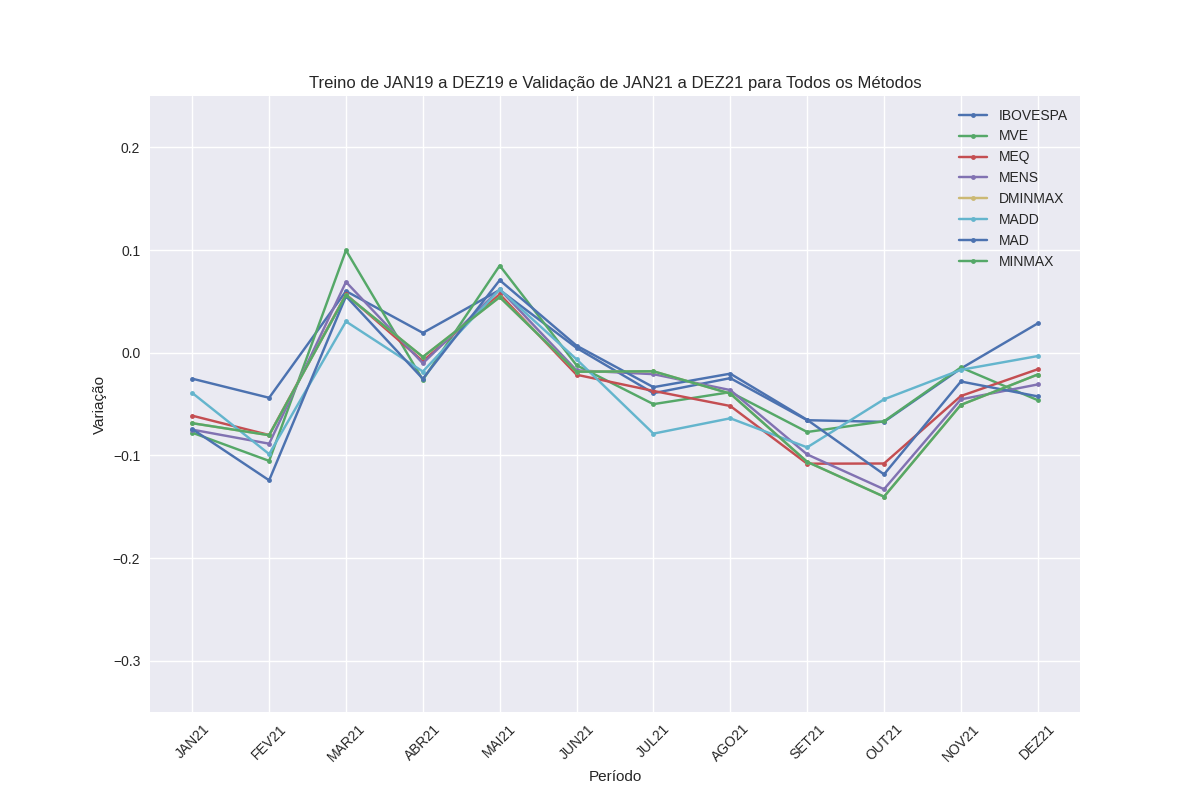 Treino de JAN19 a DEZ19 e Validação de JAN21 a DEZ21 para Todos os Métodos
IBOVESPA
MVE
MEQ
MENS
DMINMAX
MADD
MAD
MINMAX
0.2
0.1
0.0
−0.1
−0.2
−0.3
Variação
JAN21
FEV21
MAR21
ABR21
MAI21
JUN21
JUL21
AGO21
SET21
OUT21
NOV21
DEZ21
Período